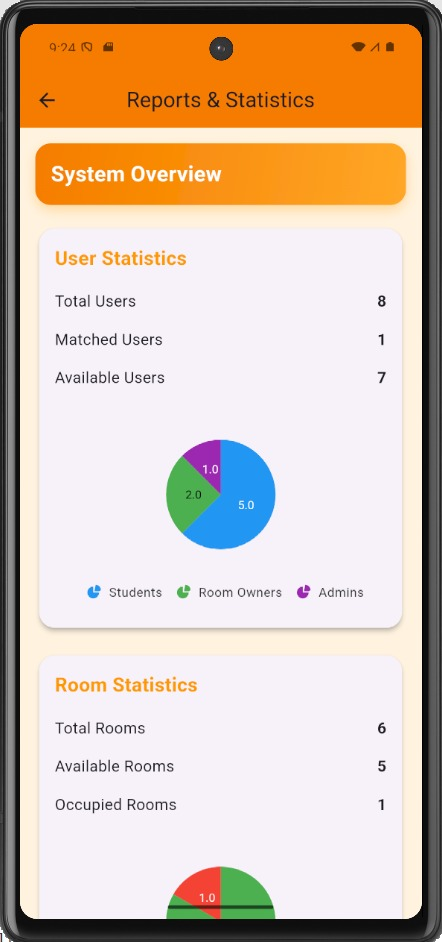 9:24
Reports & Statistics
System Overview
User Statistics
Total Users 8
Matched Users 1
Available Users 7
1.0
2.0
5.0
Students Room Owners Admins
Room Statistics
Total Rooms 6
Available Rooms 5
Occupied Rooms 1
1.0